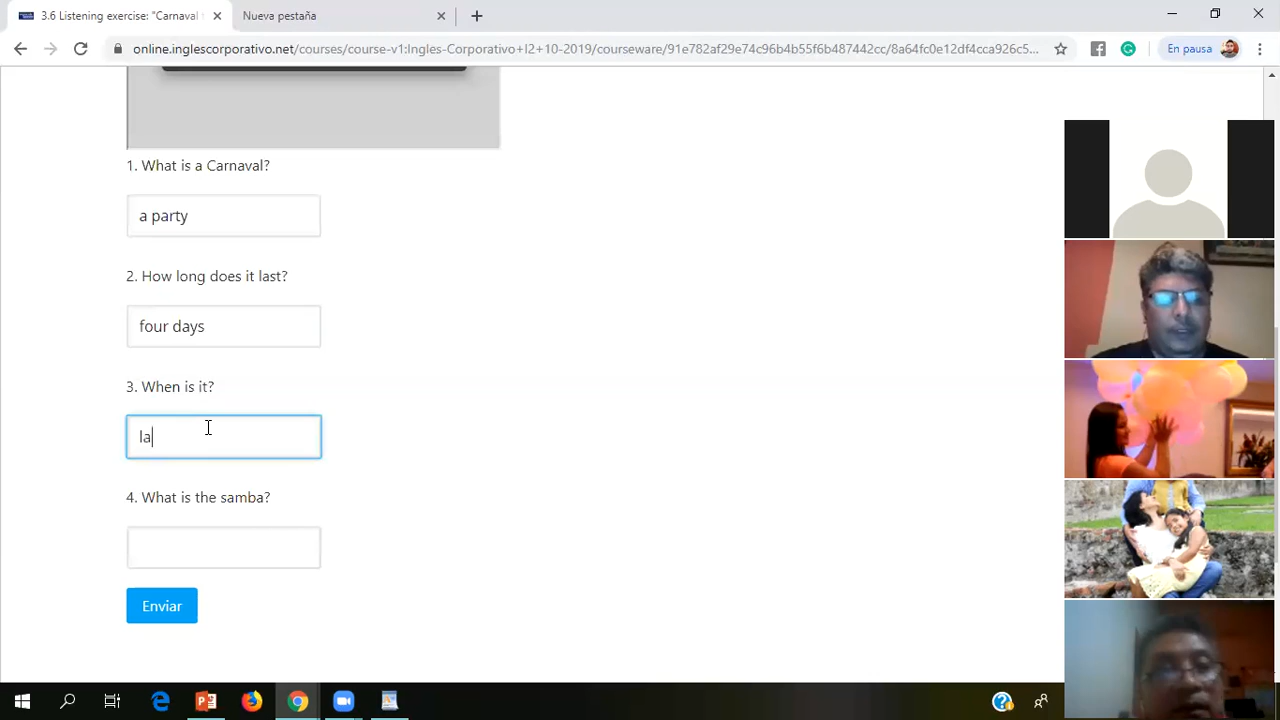 3.6 Listening exercise: "Carnaval
Nueva pestaña
online.inglescorporativo.net/courses/course-v1:Ingles-Corporativo+I2+10-2019/courseware/91e782af29e74c96b4b55f6b487442cc/8a64fc0e12df4cca926c5...
En pausa
1. What is a Carnaval?
a party
2. How long does it last?
four days
3. When is it?
la
4. What is the samba?
Enviar